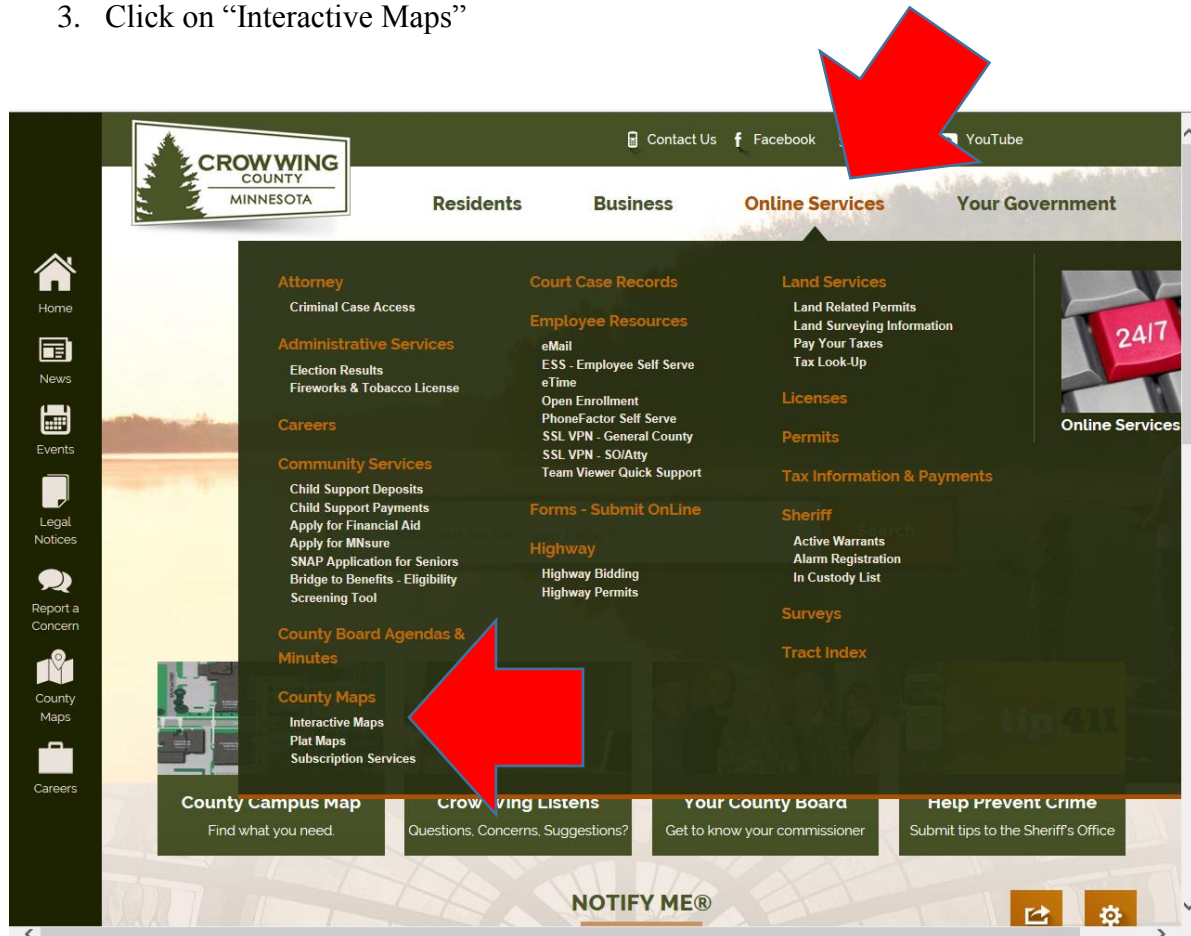 3. Click on “Interactive Maps”
Contact Us
Facebook
YouTube
CROW WING
COUNTY
MINNESOTA
Residents
Business
Online Services
Your Government
Home
News
Events
Legal
Notices
Report a
Concern
County
Maps
Careers
Attorney
Criminal Case Access
Administrative Services
Election Results
Fireworks & Tobacco License
Careers
Community Services
Child Support Deposits
Child Support Payments
Apply for Financial Aid
Apply for MNsure
SNAP Application for Seniors
Bridge to Benefits - Eligibility
Screening Tool
County Board Agendas &
Minutes
County Maps
Interactive Maps
Plat Maps
Subscription Services
Court Case Records
Employee Resources
eMail
ESS - Employee Self Serve
eTime
Open Enrollment
PhoneFactor Self Serve
SSL VPN - General County
SSL VPN - SO/Atty
Team Viewer Quick Support
Forms - Submit OnLine
Highway
Highway Bidding
Highway Permits
Land Services
Land Related Permits
Land Surveying Information
Pay Your Taxes
Tax Look-Up
Licenses
Permits
Tax Information & Payments
Sheriff
Active Warrants
Alarm Registration
In Custody List
Surveys
Tract Index
24/7
Online Services
Search
tip 411
County Campus Map
Find what you need.
Crow Wing Listens
Questions, Concerns, Suggestions?
Your County Board
Get to know your commissioner
Help Prevent Crime
Submit tips to the Sheriff's Office
NOTIFY ME®